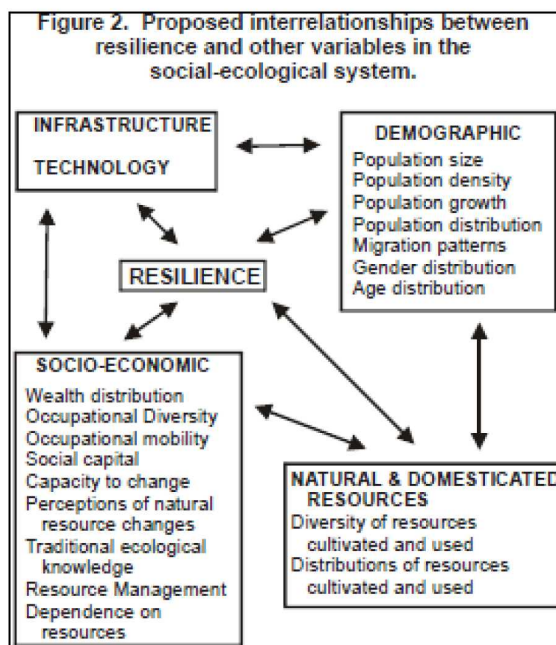 Figure 2.  Proposed interrelationships between
resilience and other variables in the
social-ecological system.
INFRASTRUCTURE
TECHNOLOGY
DEMOGRAPHIC
Population size
Population density
Population growth
Population distribution
Migration patterns
Gender distribution
Age distribution
RESILIENCE
SOCIO-ECONOMIC
Wealth distribution
Occupational Diversity
Occupational mobility
Social capital
Capacity to change
Perceptions of natural
resource changes
Traditional ecological
knowledge
Resource Management
Dependence on
resources
NATURAL & DOMESTICATED
RESOURCES
Diversity of resources
cultivated and used
Distributions of resources
cultivated and used